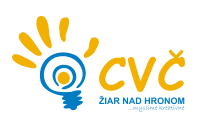 CVČ
ŽIAR NAD HRONOM
...myslíme kreatívne